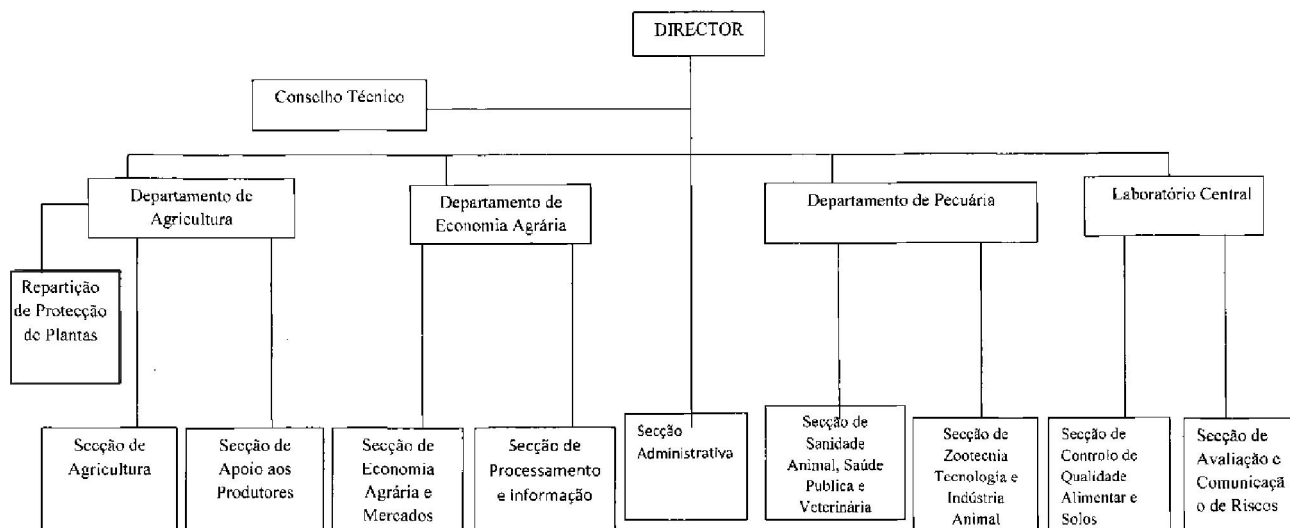 DIRECTOR
Conselho Técnico
Departamento de
Agricultura
Departamento de
Economia Agrária
Departamento de Pecuária
Laboratório Central
Repartição
de Protecção
de Plantas
Secção de
Agricultura
Secção de
Apoio aos
Produtores
Secção de
Economia
Agrária e
Mercados
Secção de
Processamento
e informação
Secção
Administrativa
Secção de
Sanidade
Animal, Saúde
Publica e
Veterinária
Secção de
Zootecnia
Tecnologia e
Indústria
Animal
Secção de
Controlo de
Qualidade
Alimentar e
Solos
Secção de
Avaliação e
Comunicaçã
o de Riscos